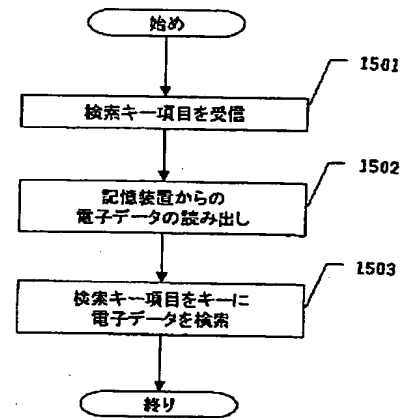 始め
1501
検索キー項目を受信
1502
記憶装置からの
電子データの読み出し
1503
検索キー項目をキーに
電子データを検索
終り